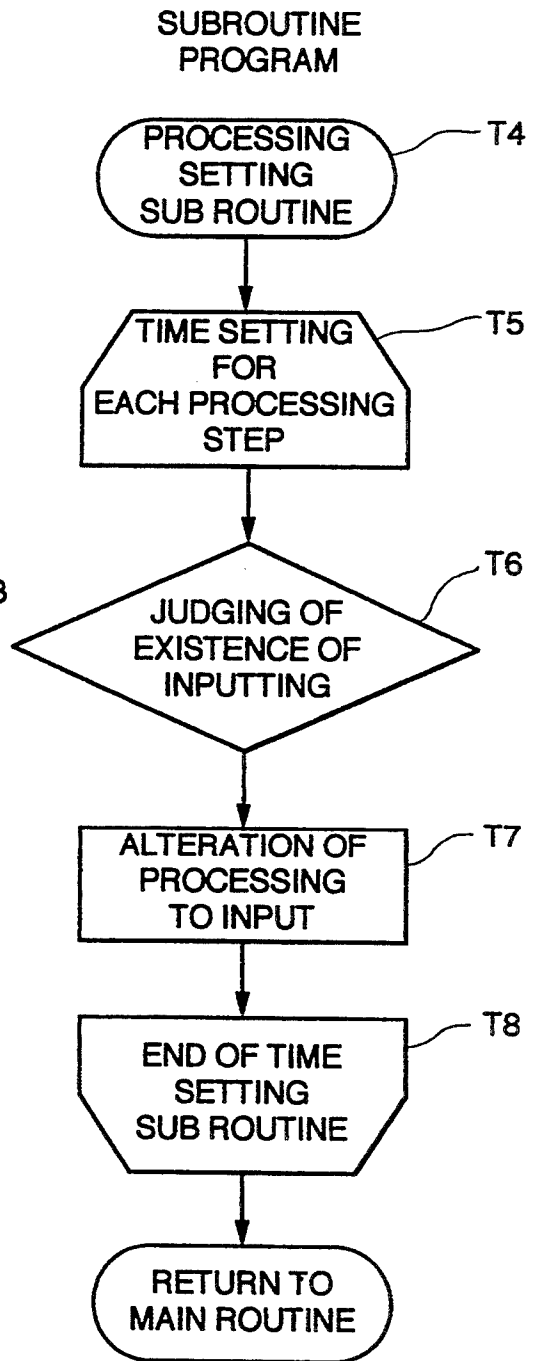 SUBROUTINE
PROGRAM
PROCESSING
SETTING
SUB ROUTINE
T4
TIME SETTING
FOR
EACH PROCESSING
STEP
T5
JUDGING OF
EXISTENCE OF
INPUTTING
T6
ALTERATION OF
PROCESSING
TO INPUT
T7
END OF TIME
SETTING
SUB ROUTINE
T8
RETURN TO
MAIN ROUTINE